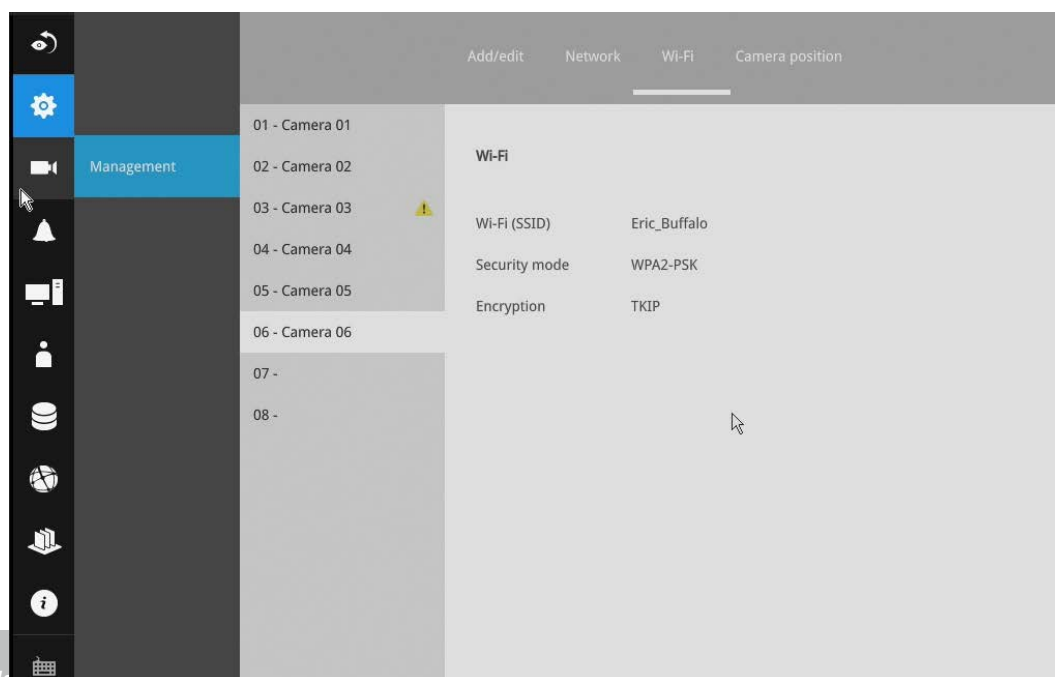 Add/edit Network Wi-Fi Camera position
Management
01 - Camera 01
02 - Camera 02
03 - Camera 03
04 - Camera 04
05 - Camera 05
06 - Camera 06
07 -
08 -
Wi-Fi
Wi-Fi (SSID) Eric_Buffalo
Security mode WPA2-PSK
Encryption TKIP